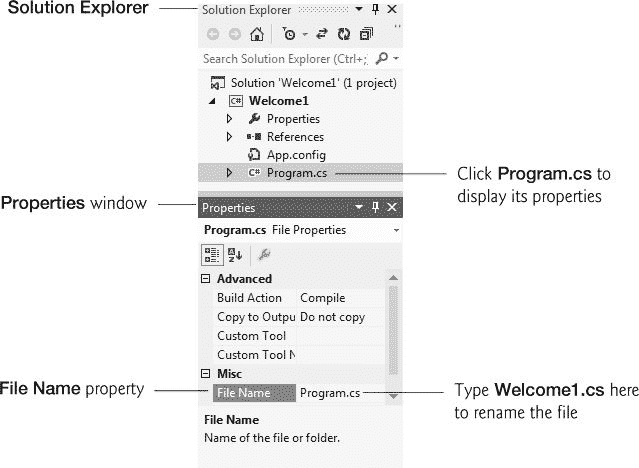 Solution Explorer
Solution Explorer
Search Solution Explorer (Ctrl+;
Solution 'Welcome1' (1 project)
C# Welcome1
Properties
References
App.config
C# Program.cs
Click Program.cs to
display its properties
Properties window
Properties
Program.cs File Properties
A
Z
Advanced
Build Action Compile
Copy to Outpu Do not copy
Custom Tool
Custom Tool N
Misc
File Name property
File Name Program.cs
Type Welcome1.cs here
to rename the file
File Name
Name of the file or folder.